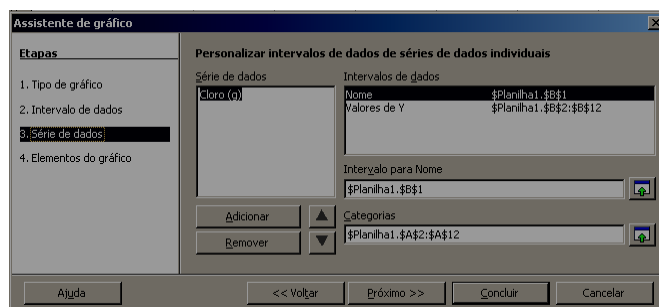 Assistente de gráfico
Etapas
1. Tipo de gráfico
2. Intervalo de dados
3. Série de dados
4. Elementos do gráfico
Personalizar intervalos de dados de séries de dados individuais
Série de dados
Cloro (g)
Intervalos de dados
Nome $Planilha1.$B$1
Valores de Y $Planilha1.$B$2:$B$12
Intervalo para Nome
$Planilha1.$B$1
Adicionar
Remover
Categorias
$Planilha1.$A$2:$A$12
Ajuda
<< Voltar
Próximo >>
Concluir
Cancelar